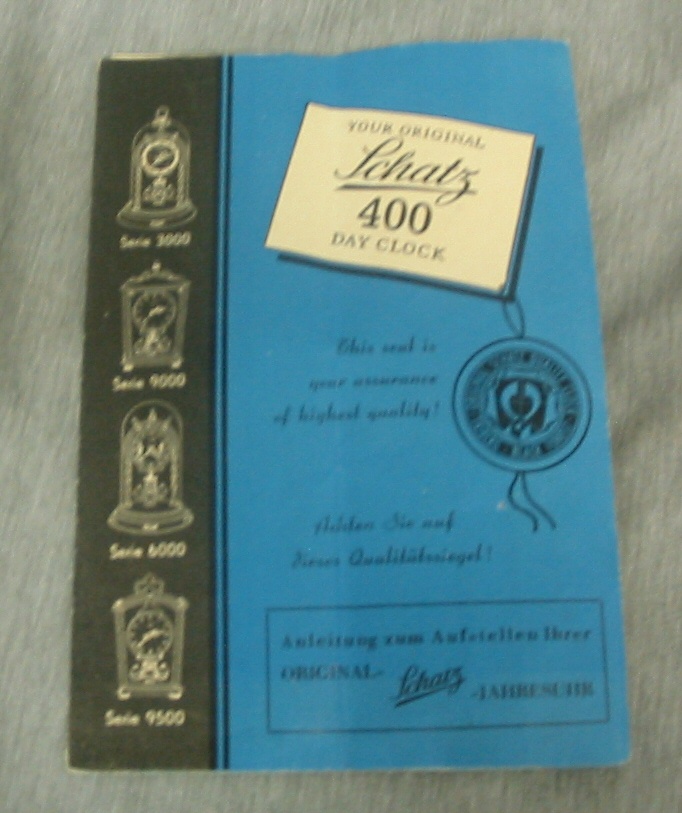 Serie 3000
Serie 9000
Serie 6000
Serie 9500
YOUR ORIGINAL
Schatz
400
DAY CLOCK
This seal is
your assurance
of highest quality!
Achten Sie auf
dieses Qualitätssiegel!
Anleitung zum Aufstellen Ihrer
ORIGINAL- Schatz -JAHRESUHR